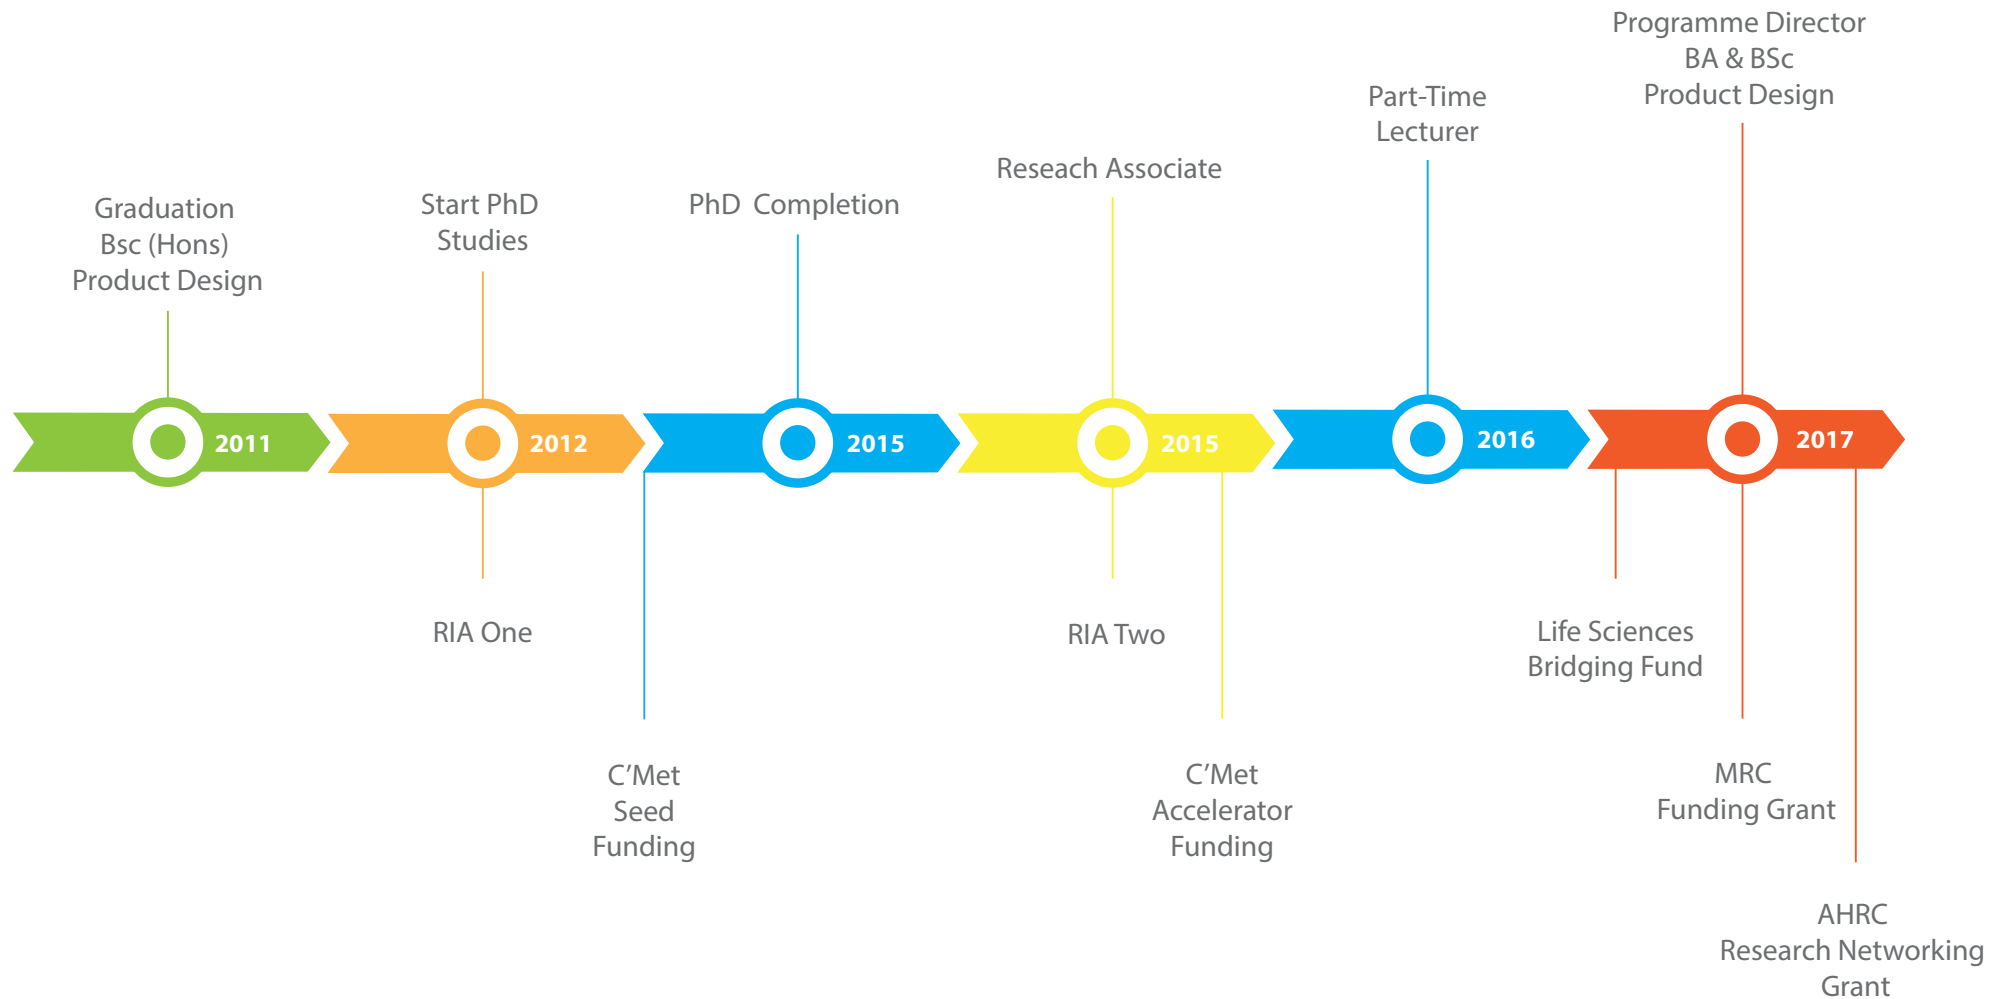 Graduation
Bsc (Hons)
Product Design
Start PhD
Studies
PhD  Completion
Reseach Associate
Part-Time
Lecturer
Programme Director
BA & BSc
Product Design
2011
2012
2015
2015
2016
2017
RIA One
C’Met
Seed
Funding
RIA Two
C’Met
Accelerator
Funding
Life Sciences
Bridging Fund
MRC
Funding Grant
AHRC
Research Networking
Grant